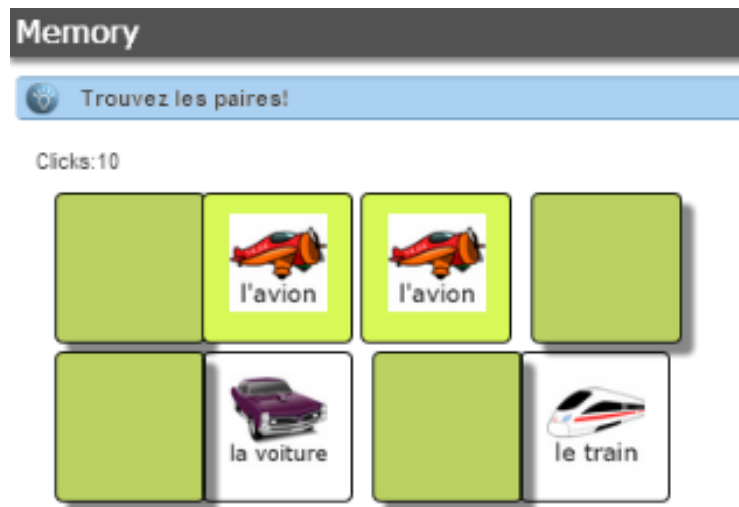 Memory
Trouvez les paires!
Clicks:10
l'avion l'avion
la voiture le train